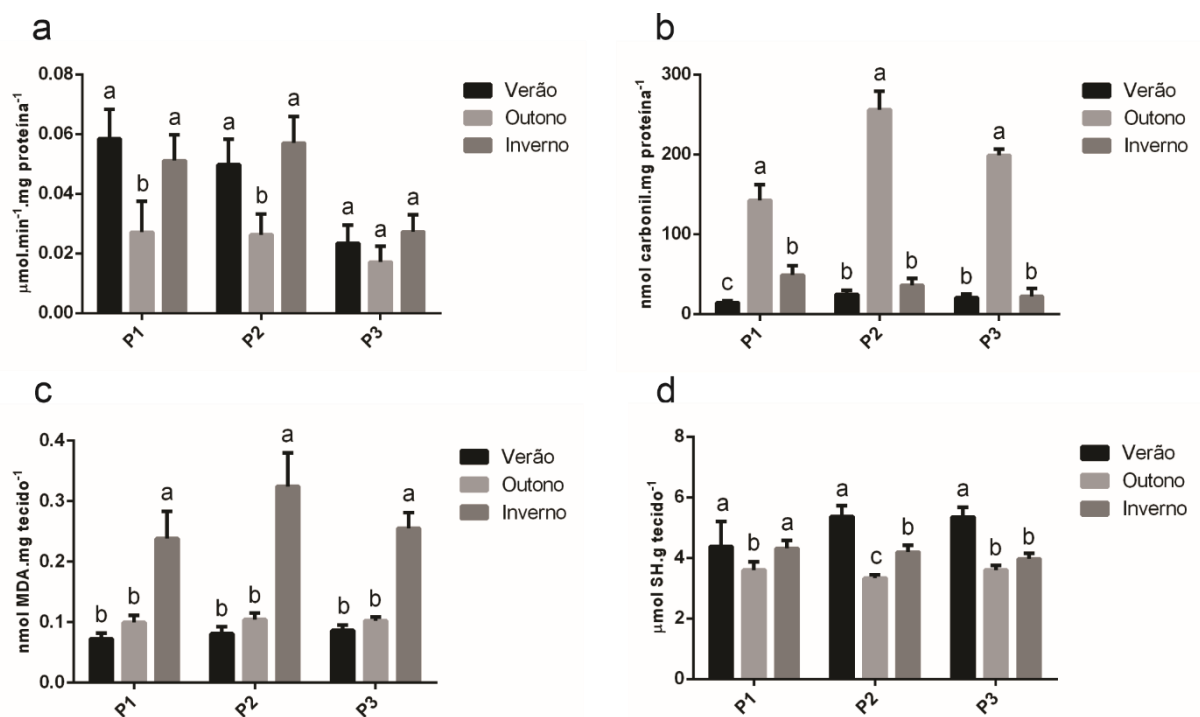 a
μmol.min⁻¹.mg proteína⁻¹
0.08
0.06
0.04
0.02
0.00
a
b
a
a
b
a
a
a
a
P1
P2
P3
Verão
Outono
Inverno
b
nmol carbonil.mg proteína⁻¹
300
200
100
0
c
a
b
b
a
b
b
a
b
P1
P2
P3
Verão
Outono
Inverno
c
nmol MDA.mg tecido⁻¹
0.4
0.3
0.2
0.1
0.0
b
b
a
b
b
a
b
b
a
P1
P2
P3
Verão
Outono
Inverno
d
μmol SH.g tecido⁻¹
8
6
4
2
0
a
b
a
a
c
b
a
b
b
P1
P2
P3
Verão
Outono
Inverno